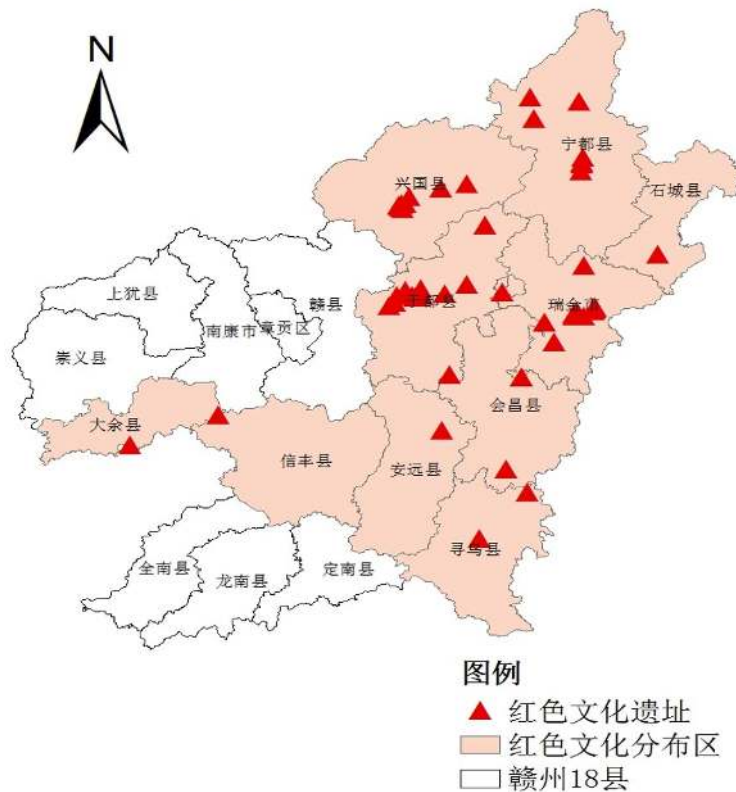 N
宁都县
兴国县
石城县
上犹县
赣县
于都县
瑞金市
南康市
章贡区
崇义县
会昌县
大余县
信丰县
安远县
寻乌县
全南县
龙南县
定南县
图例
红色文化遗址
红色文化分布区
赣州18县